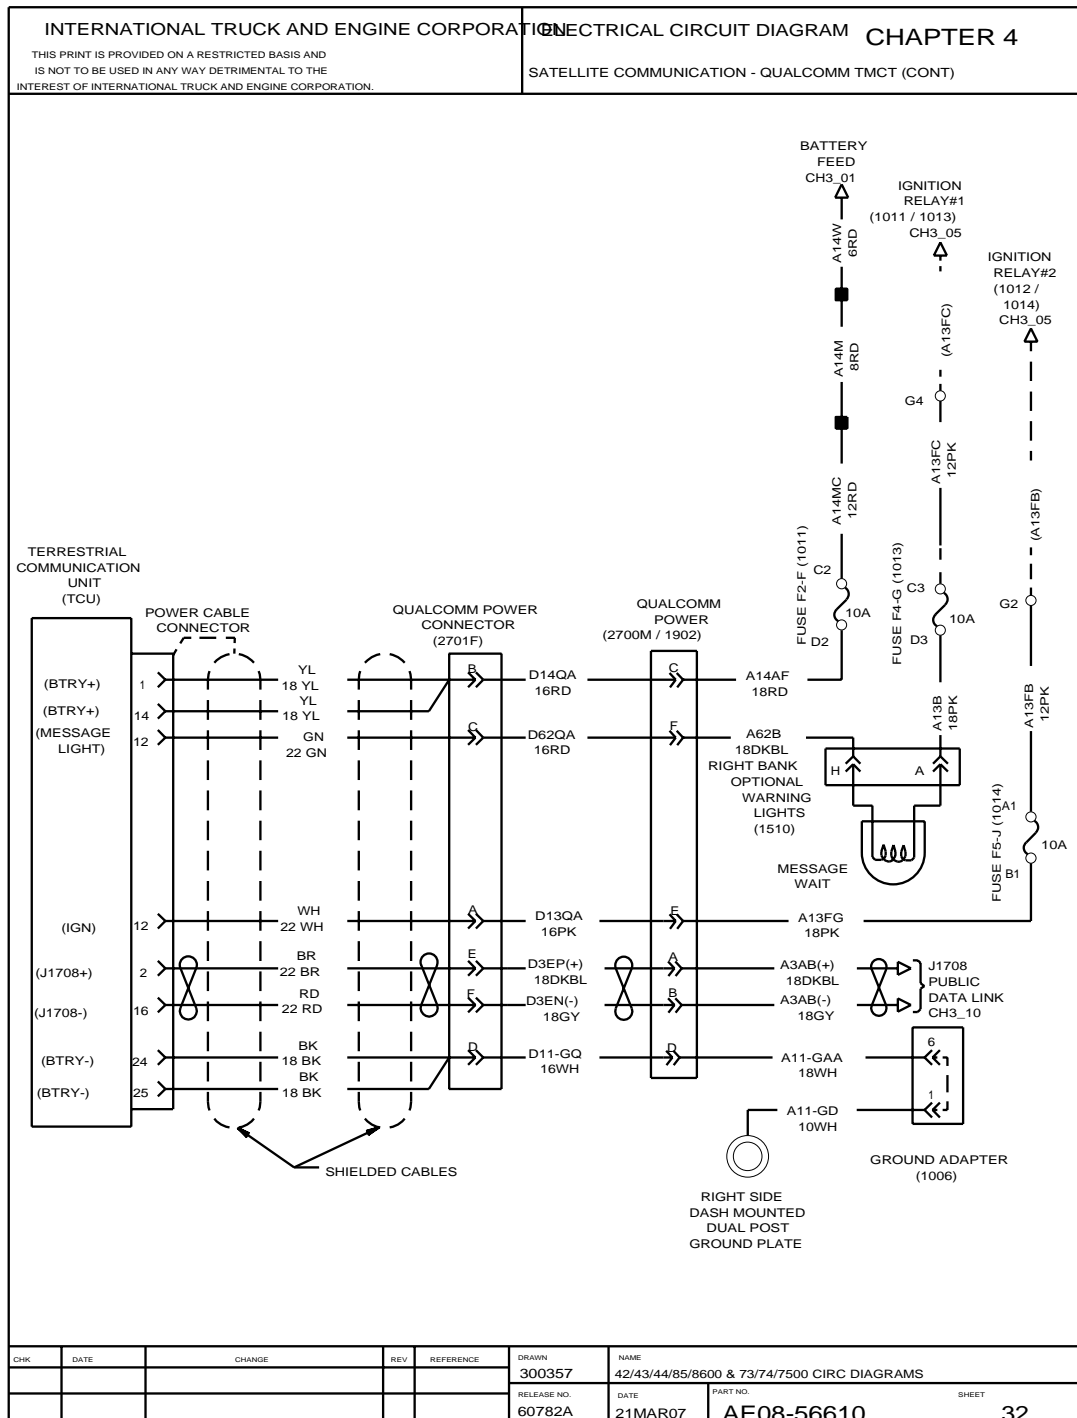 INTERNATIONAL TRUCK AND ENGINE CORPORATION
ELECTRICAL CIRCUIT DIAGRAM
CHAPTER 4
THIS PRINT IS PROVIDED ON A RESTRICTED BASIS AND
IS NOT TO BE USED IN ANY WAY DETRIMENTAL TO THE
INTEREST OF INTERNATIONAL TRUCK AND ENGINE CORPORATION.
SATELLITE COMMUNICATION - QUALCOMM TMCT (CONT)
BATTERY
FEED
CH3_01
IGNITION
RELAY#1
(1011 / 1013)
CH3_05
IGNITION
RELAY#2
(1012 /
1014)
CH3_05
A14W
6RD
A14M
8RD
A14MC
12RD
(A13FC)
G4
A13FC
12PK
(A13FB)
G2
A13FB
12PK
FUSE F2-F (1011)
C2
10A
D2
FUSE F4-G (1013)
C3
10A
D3
A13B
18PK
FUSE F5-J (1014)
A1
10A
B1
TERRESTRIAL
COMMUNICATION
UNIT
(TCU)
POWER CABLE
CONNECTOR
QUALCOMM POWER
CONNECTOR
(2701F)
QUALCOMM
POWER
(2700M / 1902)
(BTRY+)
1
YL
18 YL
B
D14QA
16RD
C
A14AF
18RD
(BTRY+)
14
YL
18 YL
(MESSAGE
LIGHT)
12
GN
22 GN
C
D62QA
16RD
F
A62B
18DKBL
RIGHT BANK
OPTIONAL
WARNING
LIGHTS
(1510)
H
A
MESSAGE
WAIT
(IGN)
12
WH
22 WH
A
D13QA
16PK
E
A13FG
18PK
(J1708+)
2
BR
22 BR
E
D3EP(+)
18DKBL
A
A3AB(+)
18DKBL
(J1708-)
16
RD
22 RD
F
D3EN(-)
18GY
B
A3AB(-)
18GY
J1708
PUBLIC
DATA LINK
CH3_10
(BTRY-)
24
BK
18 BK
D
D11-GQ
16WH
D
A11-GAA
18WH
6
(BTRY-)
25
BK
18 BK
A11-GD
10WH
1
SHIELDED CABLES
GROUND ADAPTER
(1006)
RIGHT SIDE
DASH MOUNTED
DUAL POST
GROUND PLATE
CHK
DATE
CHANGE
REV
REFERENCE
DRAWN
300357
NAME
42/43/44/85/8600 & 73/74/7500 CIRC DIAGRAMS
RELEASE NO.
60782A
DATE
21MAR07
PART NO.
AE08-56610
SHEET
32